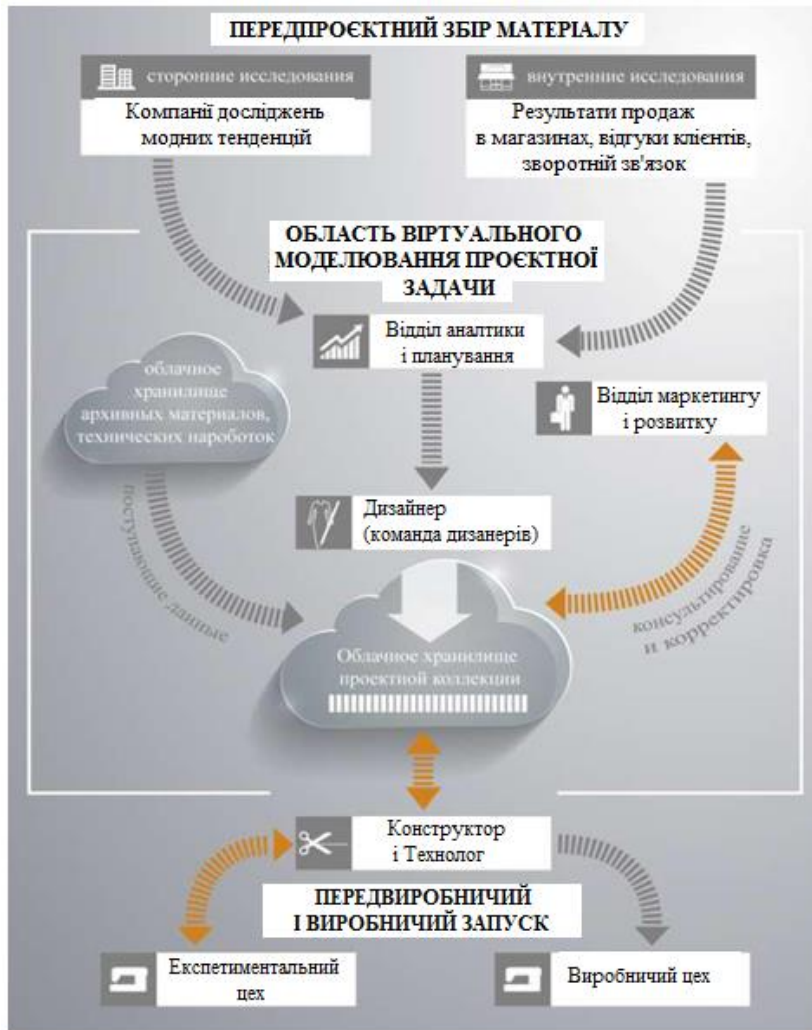 ПЕРЕДПРОЄКТНИЙ ЗБІР МАТЕРІАЛУ
сторонние исследования
Компанії досліджень
модних тенденцій
внутренние исследования
Результати продаж
в магазинах, відгуки клієнтів,
зворотній зв'язок
ОБЛАСТЬ ВІРТУАЛЬНОГО
МОДЕЛЮВАННЯ ПРОЄКТНОЇ
ЗАДАЧИ
Відділ аналтики
і планування
облачное
хранилище
архивных материалов,
технических нароботок
Відділ маркетингу
і розвитку
Дизайнер
(команда дизанерів)
поступающие данные
консультирование
и корректировка
Облачное хранилище
проектной коллекции
Конструктор
і Технолог
ПЕРЕДВИРОБНИЧИЙ
І ВИРОБНИЧИЙ ЗАПУСК
Експетиментальний
цех
Виробничий цех